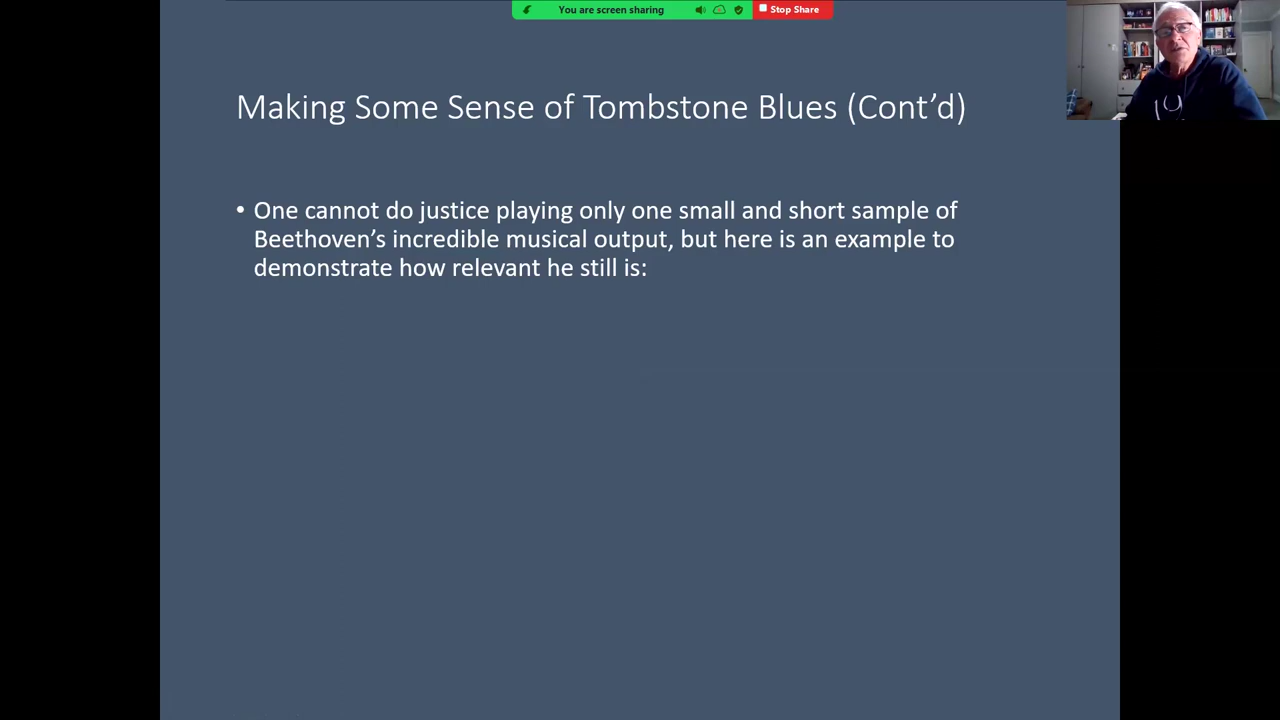 You are screen sharing
Stop Share
Making Some Sense of Tombstone Blues (Cont’d)
• One cannot do justice playing only one small and short sample of
Beethoven’s incredible musical output, but here is an example to
demonstrate how relevant he still is: